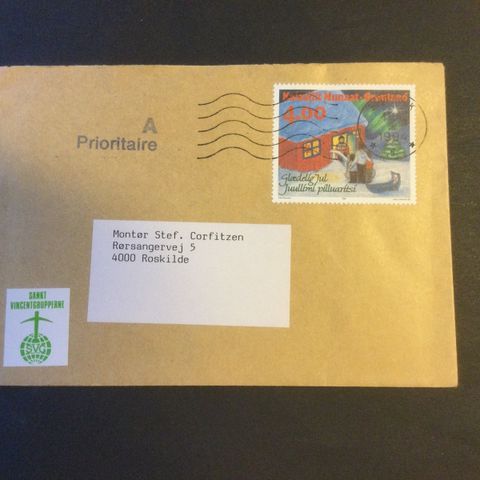 A
Prioritaire
Kalaallit Nunaat Grønland
4.00
1994
Glædelig Jul
Juullimi pilluaritsi
Montør Stef. Corfitzen
Rørsangervej 5
4000 Roskilde
SANKT
VINCENTGRUPPERNE
SVG